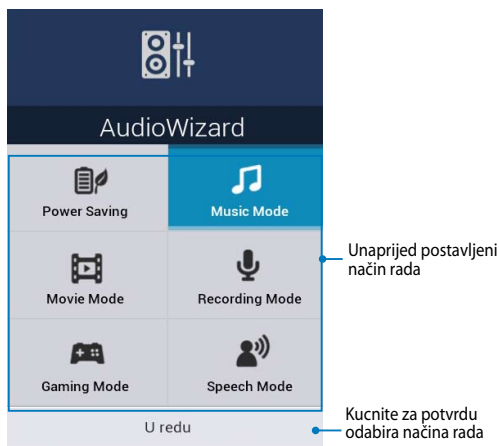 AudioWizard
Power Saving
Music Mode
Movie Mode
Recording Mode
Unaprijed postavljeni
način rada
Gaming Mode
Speech Mode
U redu
Kucnite za potvrdu
odabira načina rada